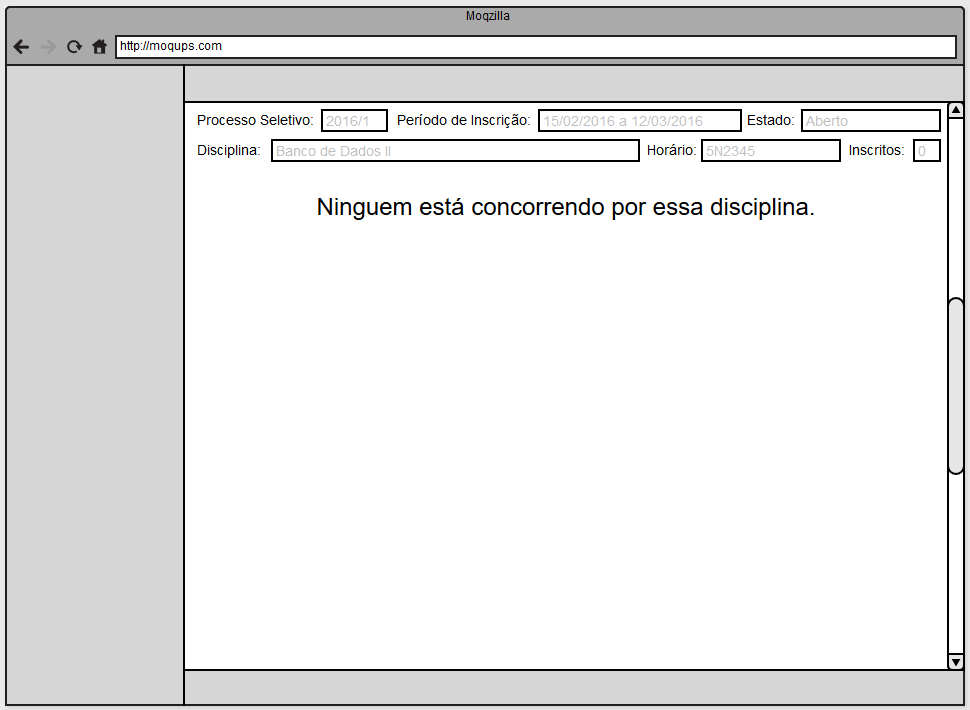 Moqzilla
http://moqups.com
Processo Seletivo: 2016/1 Período de Inscrição: 15/02/2016 a 12/03/2016 Estado: Aberto
Disciplina: Banco de Dados II Horário: 5N2345 Inscritos: 0
Ninguem está concorrendo por essa disciplina.